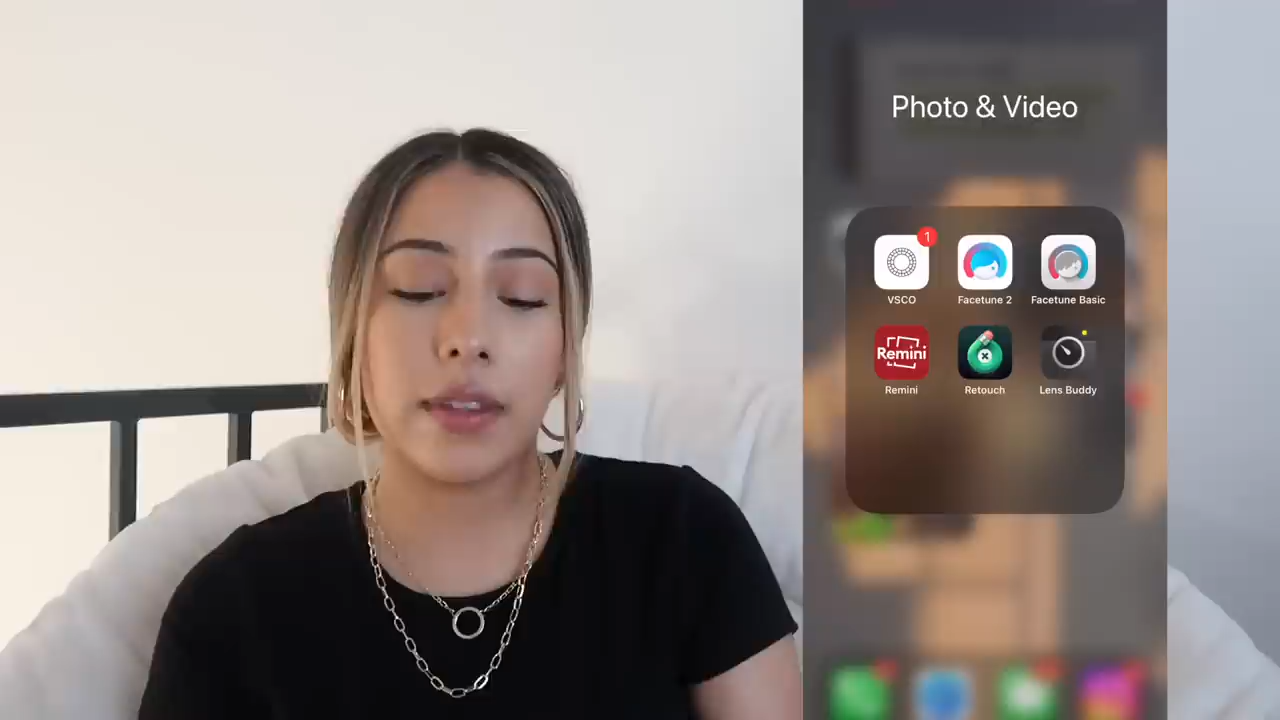 Photo & Video
1
VSCO
Facetune 2
Facetune Basic
Remini
Remini
Retouch
Lens Buddy